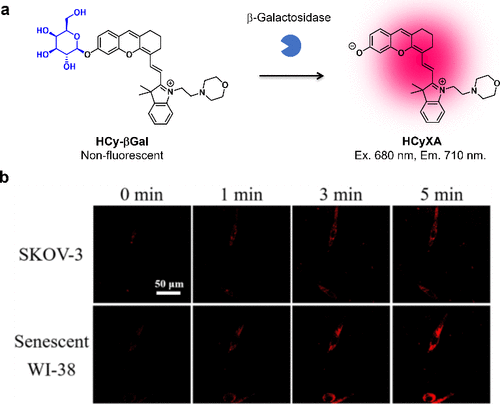 a
β-Galactosidase
HO
OH
O
HO
OH
O
O
N
+
N
O
HCy-βGal
Non-fluorescent
⊖
O
O
N
+
N
O
HCyXA
Ex. 680 nm, Em. 710 nm.
b
0 min
1 min
3 min
5 min
SKOV-3
50 μm
Senescent
WI-38